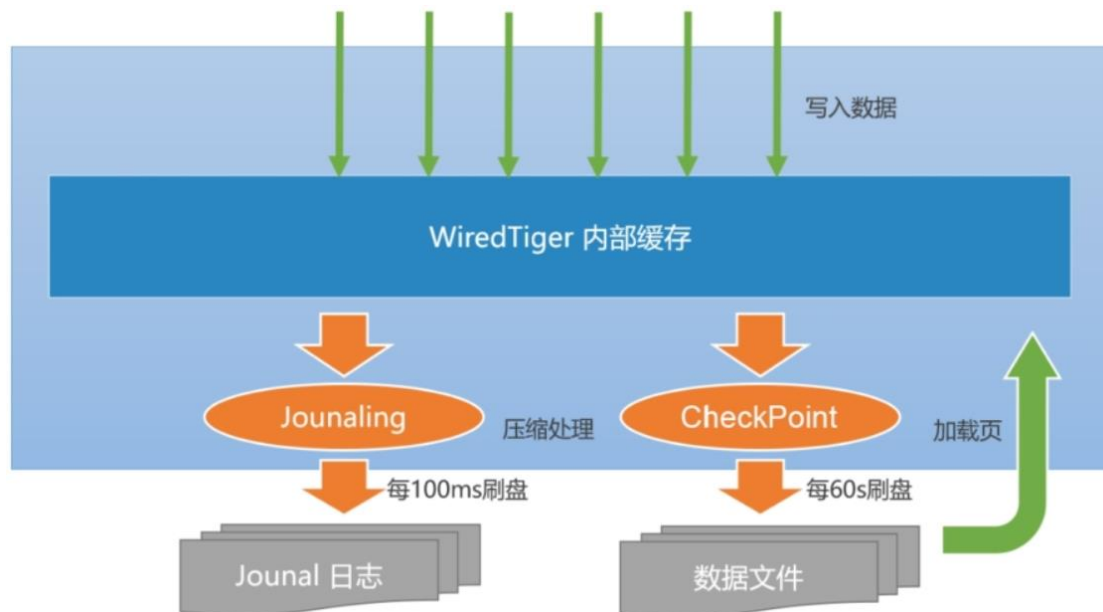 写入数据
WiredTiger 内部缓存
Jounaling
压缩处理
CheckPoint
加载页
每100ms刷盘
每60s刷盘
Jounal 日志
数据文件